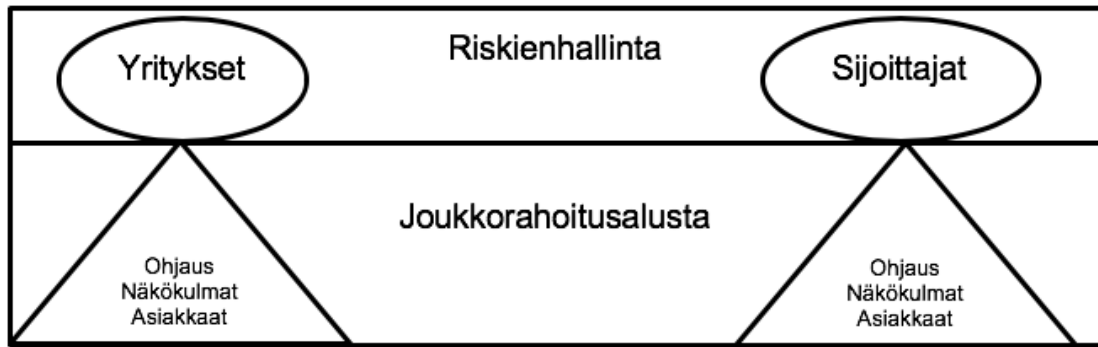 Yritykset
Riskienhallinta
Sijoittajat
Joukkorahoitusalusta
Ohjaus
Näkökulmat
Asiakkaat
Ohjaus
Näkökulmat
Asiakkaat